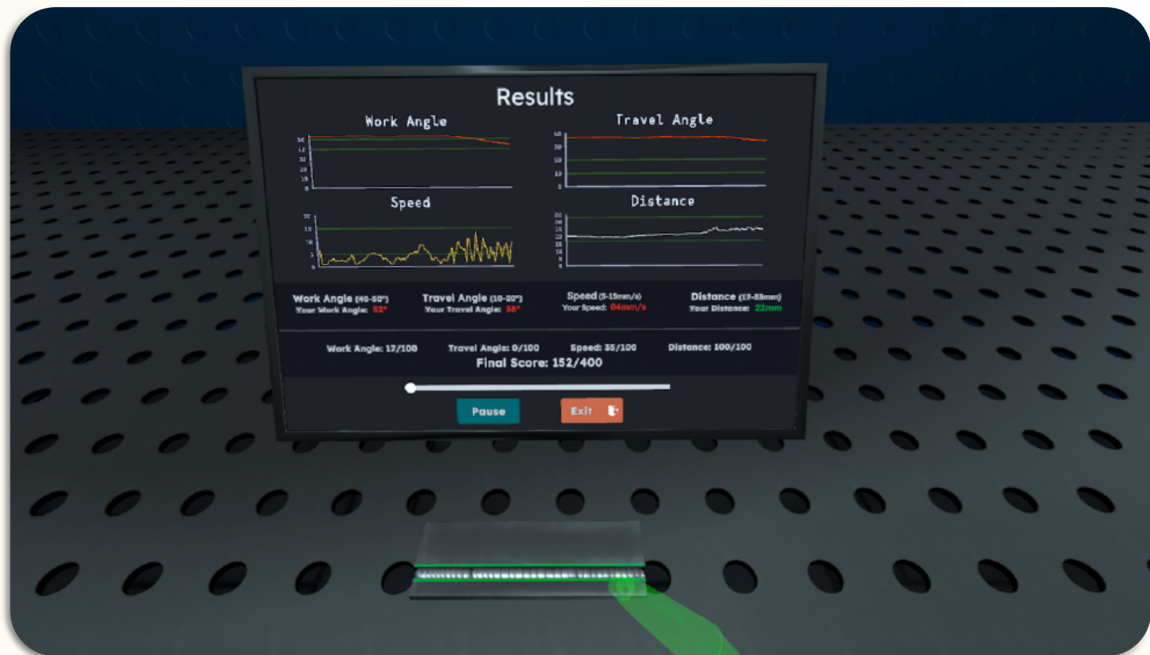 Results
Work Angle
Travel Angle
Speed
Distance
Work Angle (40-50°)
Your Work Angle: 52°
Travel Angle (10-20°)
Your Travel Angle:
Speed (5-15mm/s)
Your Speed: 04mm/s
Distance (17-33mm)
Your Distance: 22mm
Work Angle: 17/100
Travel Angle: 0/100
Speed: 35/100
Distance: 100/100
Final Score: 152/400
Pause
Exit